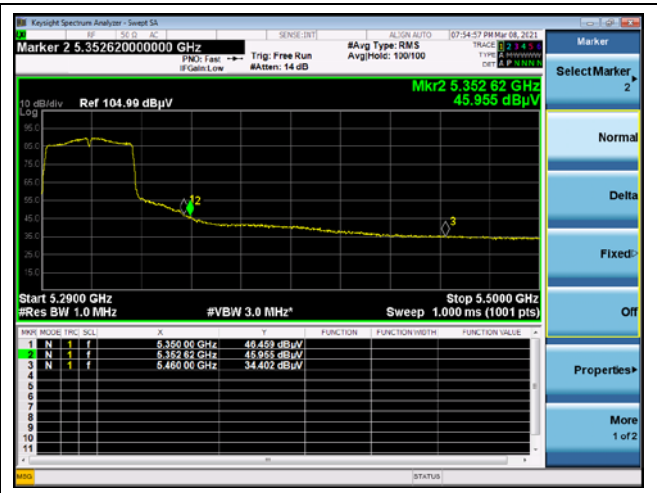 Keysight Spectrum Analyzer - Swept SA
RF 50 Ω AC SENSE:INT ALIGN AUTO 07:54:57 PM Mar 08, 2021
Marker 2 5.352620000000 GHz
PNO: Fast
IFGain:Low
Trig: Free Run
#Atten: 14 dB
#Avg Type: RMS
Avg|Hold: 100/100
TRACE 1 2 3 4 5 6
TYPE
DET A P N N N N
Mkr2 5.352 62 GHz
45.955 dBµV
10 dB/div Ref 104.99 dBµV
Log
95.0
85.0
75.0
65.0
55.0
45.0
35.0
25.0
15.0
1 2
3
Start 5.2900 GHz Stop 5.5000 GHz
#Res BW 1.0 MHz #VBW 3.0 MHz* Sweep 1.000 ms (1001 pts)
MKR MODE TRC SCL X Y FUNCTION FUNCTION WIDTH FUNCTION VALUE
1 N 1 f 5.350 00 GHz 46.459 dBµV
2 N 1 f 5.352 62 GHz 45.955 dBµV
3 N 1 f 5.460 00 GHz 34.402 dBµV
4
5
6
7
8
9
10
11
MSG STATUS
Marker
Select Marker
2
Normal
Delta
Fixed
Off
Properties
More
1 of 2